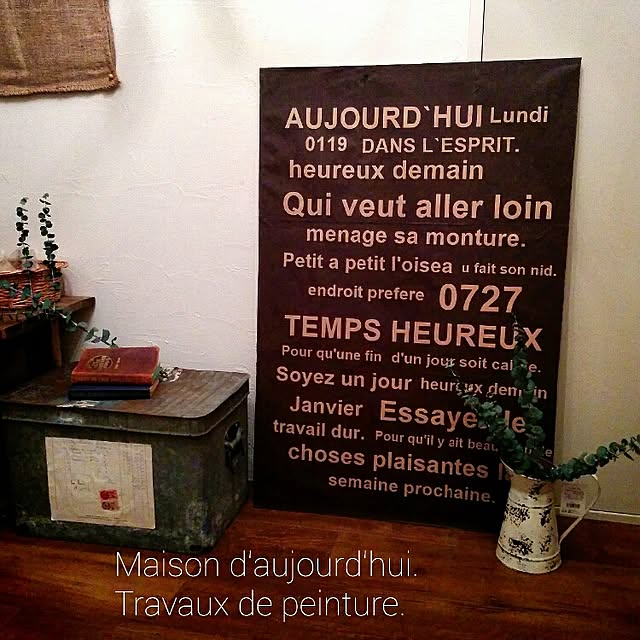 AUJOURD`HUI Lundi
0119 DANS L`ESPRIT.
heureux demain
Qui veut aller loin
menage sa monture.
Petit a petit l'oisea u fait son nid.
endroit prefere 0727
TEMPS HEUREUX
Pour qu'une fin d'un jour soit
Soyez un jour heureux demain
Janvier
travail dur. Pour qu'il y ait
choses plaisantes
semaine prochaine.
Maison d'aujourd'hui.
Travaux de peinture.